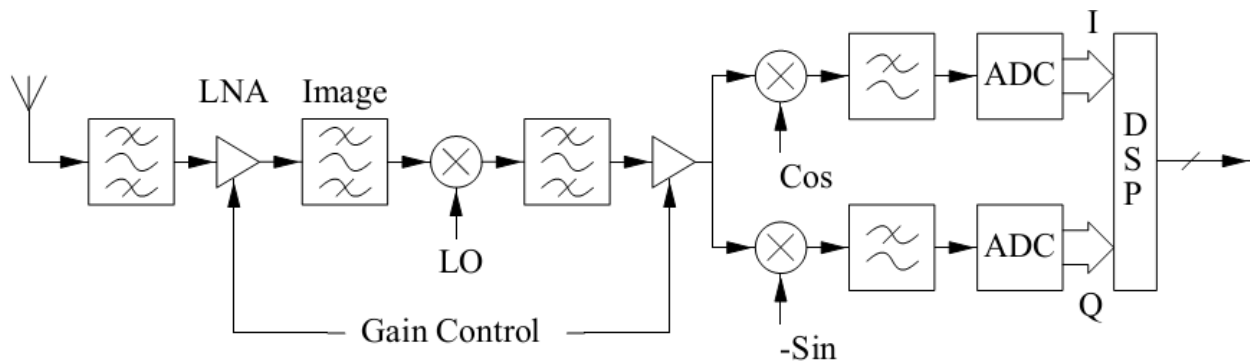 LNA
Image
LO
Gain Control
Cos
-Sin
ADC
ADC
I
Q
D
S
P